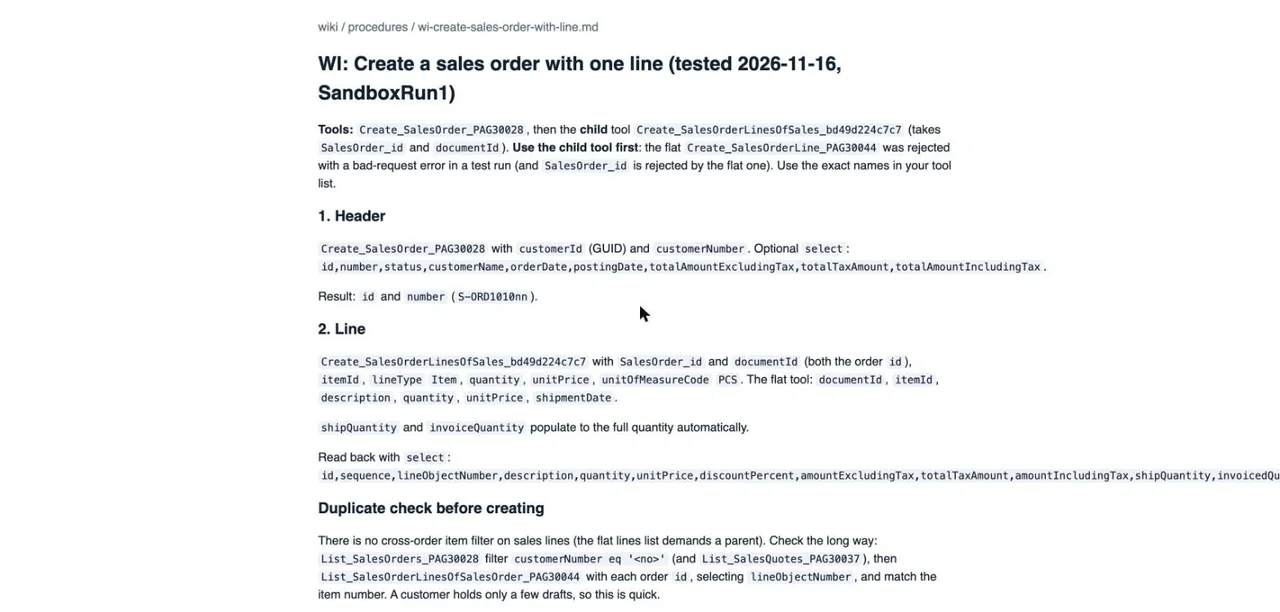 wiki / procedures / wi-create-sales-order-with-line.md
WI: Create a sales order with one line (tested 2026-11-16,
SandboxRun1)
Tools: Create_SalesOrder_PAG30028, then the child tool Create_SalesOrderLinesOfSales_bd49d224c7c7 (takes
SalesOrder_id and documentId). Use the child tool first: the flat Create_SalesOrderLine_PAG30044 was rejected
with a bad-request error in a test run (and SalesOrder_id is rejected by the flat one). Use the exact names in your tool
list.
1. Header
Create_SalesOrder_PAG30028 with customerId (GUID) and customerNumber. Optional select:
id,number,status,customerName,orderDate,postingDate,totalAmountExcludingTax,totalTaxAmount,totalAmountIncludingTax.
Result: id and number (S-ORD1010nn).
2. Line
Create_SalesOrderLinesOfSales_bd49d224c7c7 with SalesOrder_id and documentId (both the order id),
itemId, lineType Item, quantity, unitPrice, unitOfMeasureCode PCS. The flat tool: documentId, itemId,
description, quantity, unitPrice, shipmentDate.
shipQuantity and invoiceQuantity populate to the full quantity automatically.
Read back with select:
id,sequence,lineObjectNumber,description,quantity,unitPrice,discountPercent,amountExcludingTax,totalTaxAmount,amountIncludingTax,shipQuantity,invoicedQu
Duplicate check before creating
There is no cross-order item filter on sales lines (the flat lines list demands a parent). Check the long way:
List_SalesOrders_PAG30028 filter customerNumber eq '<no>' (and List_SalesQuotes_PAG30037), then
List_SalesOrderLinesOfSalesOrder_PAG30044 with each order id, selecting lineObjectNumber, and match the
item number. A customer holds only a few drafts, so this is quick.